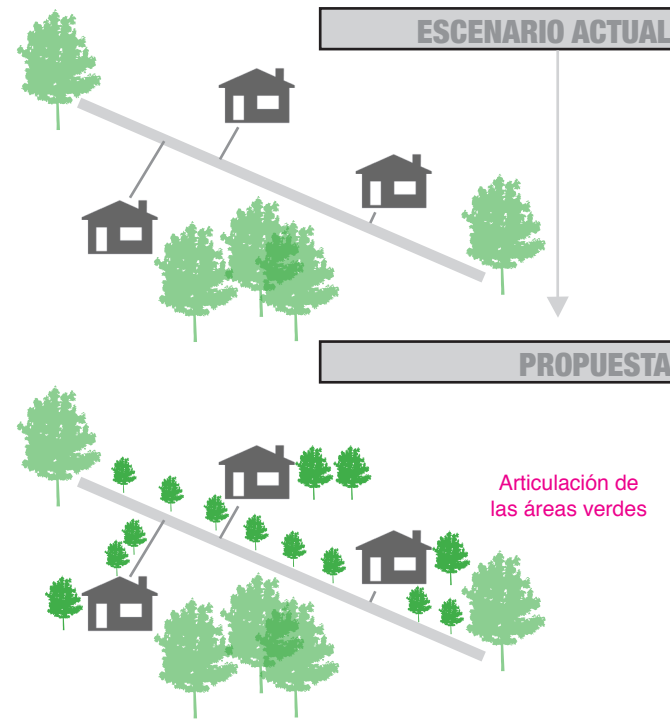 ESCENARIO ACTUAL
PROPUESTA
Articulación de
las áreas verdes